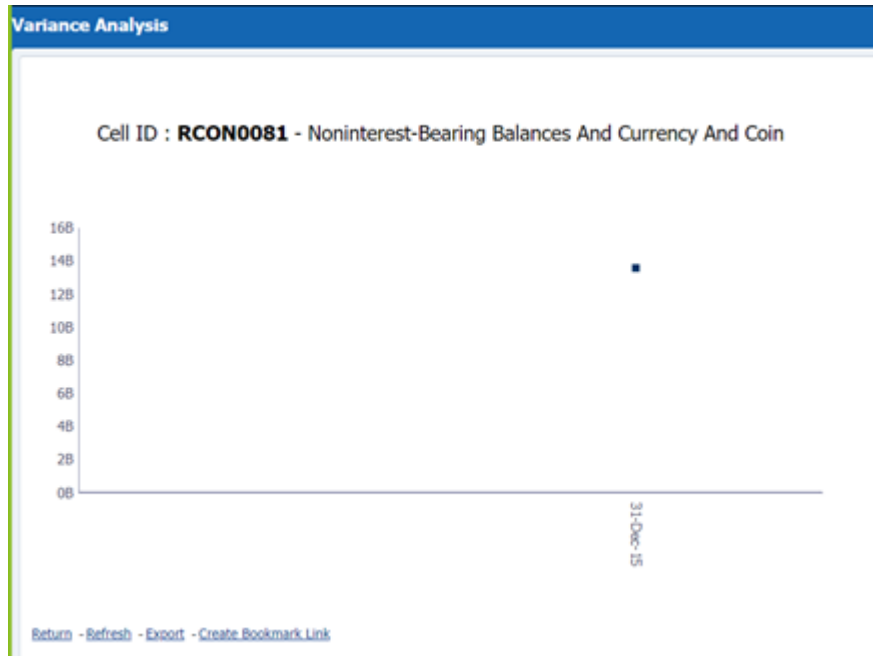 Variance Analysis
Cell ID : RCON0081 - Noninterest-Bearing Balances And Currency And Coin
16B
14B
12B
10B
8B
6B
4B
2B
0B
31-Dec-15
Return - Refresh - Export - Create Bookmark Link